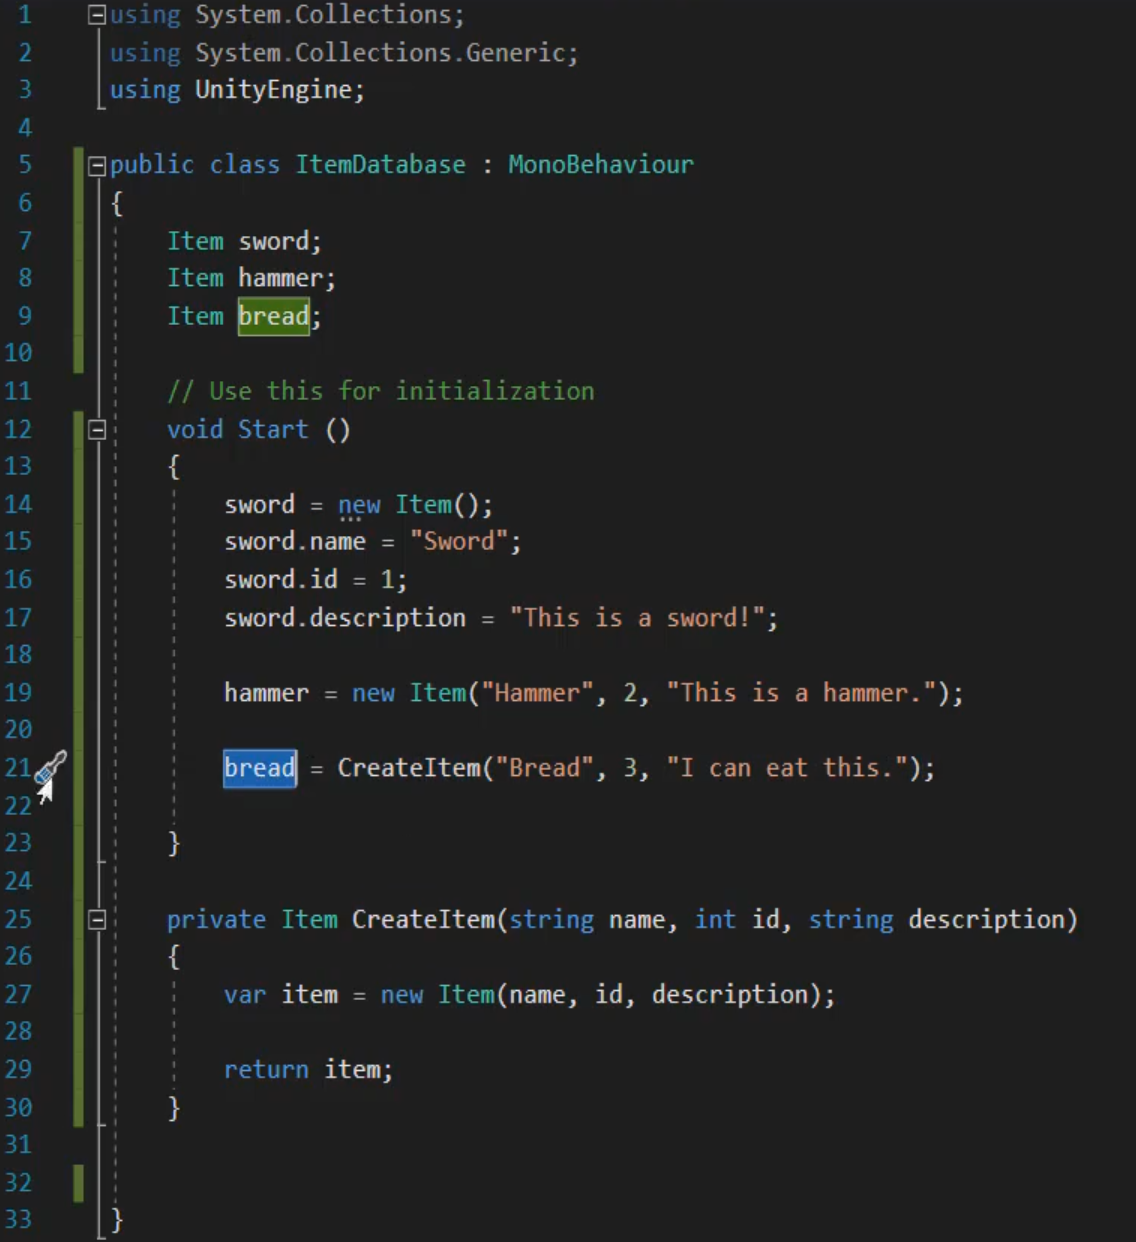 1 using System.Collections;
2 using System.Collections.Generic;
3 using UnityEngine;
4
5 public class ItemDatabase : MonoBehaviour
6 {
7 Item sword;
8 Item hammer;
9 Item bread;
10
11 // Use this for initialization
12 void Start ()
13 {
14 sword = new Item();
15 sword.name = "Sword";
16 sword.id = 1;
17 sword.description = "This is a sword!";
18
19 hammer = new Item("Hammer", 2, "This is a hammer.");
20
21 bread = CreateItem("Bread", 3, "I can eat this.");
22
23 }
24
25 private Item CreateItem(string name, int id, string description)
26 {
27 var item = new Item(name, id, description);
28
29 return item;
30 }
31
32
33 }